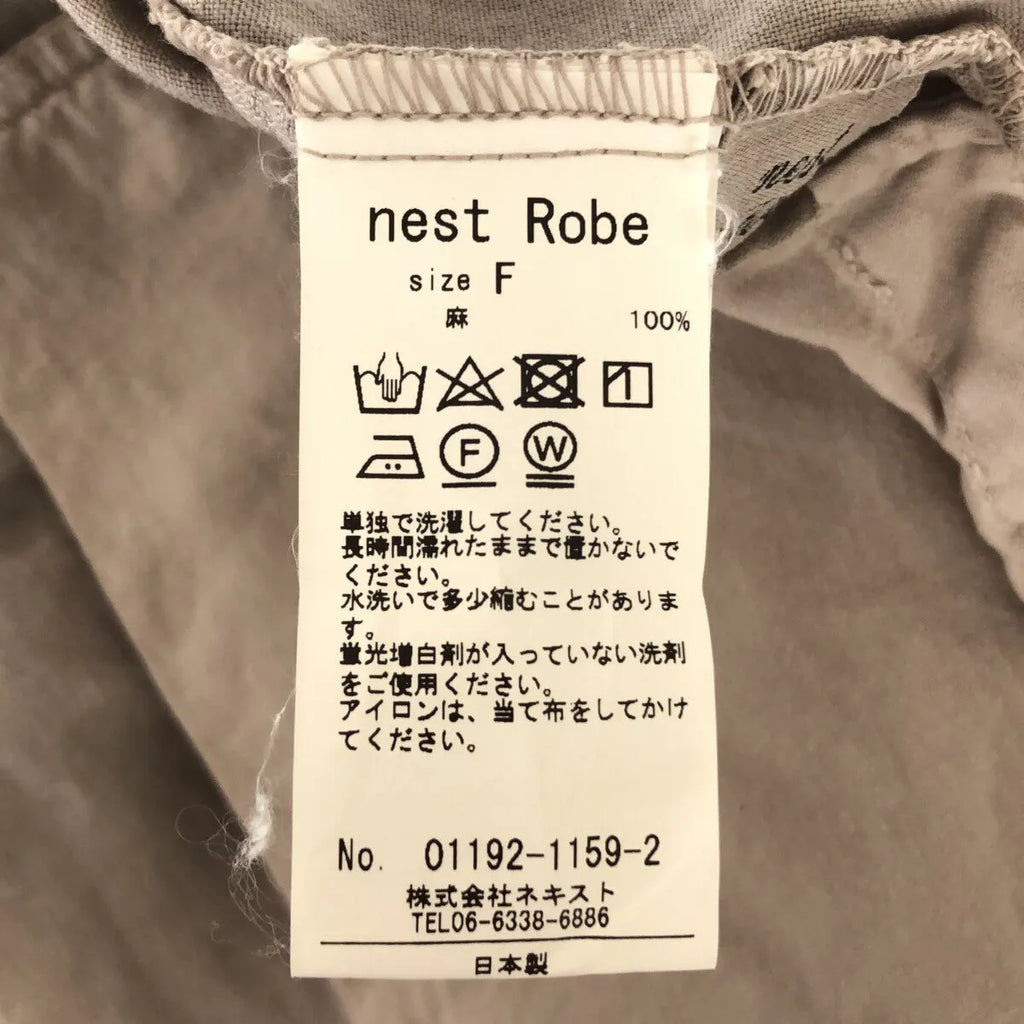 nest Robe
size F
麻 100%
F W
単独で洗濯してください。
長時間濡れたままで置かないで
ください。
水洗いで多少縮むことがありま
す。
蛍光増白剤が入っていない洗剤
をご使用ください。
アイロンは、当て布をしてかけ
てください。
No. 01192-1159-2
株式会社ネキスト
TEL06-6338-6886
日本製